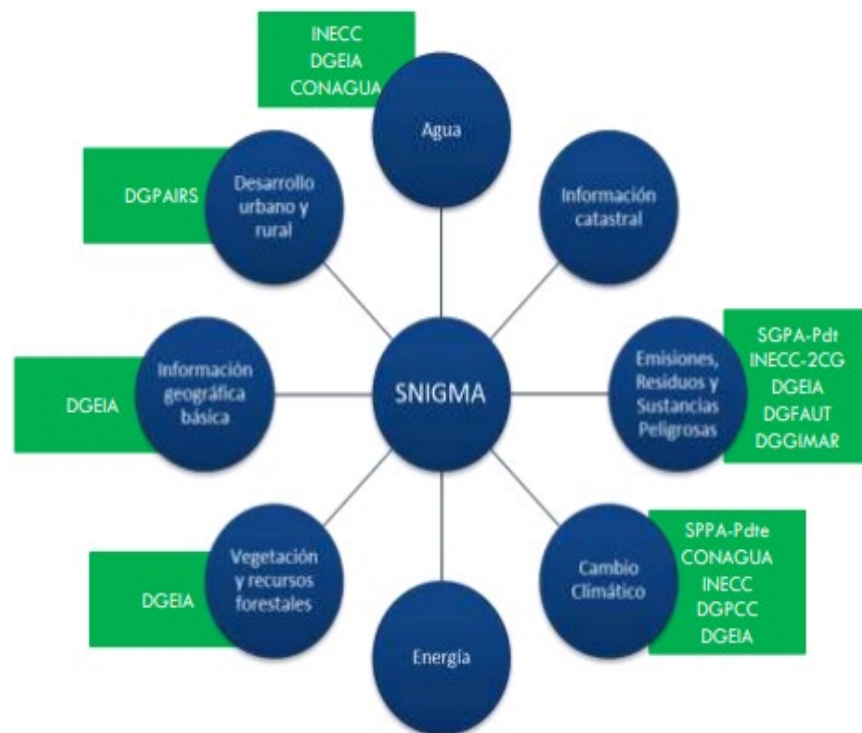 INECC
DGEIA
CONAGUA
Agua
DGPAIRS
Desarrollo
urbano y
rural
Información
catastral
SGPA-Pdt
INECC-2CG
DGEIA
DGFAUT
DGGIMAR
Emisiones,
Residuos y
Sustancias
Peligrosas
DGEIA
Información
geográfica
básica
SNIGMA
SPPA-Pdte
CONAGUA
INECC
DGPCC
DGEIA
Cambio
Climático
DGEIA
Vegetación
y recursos
forestales
Energía